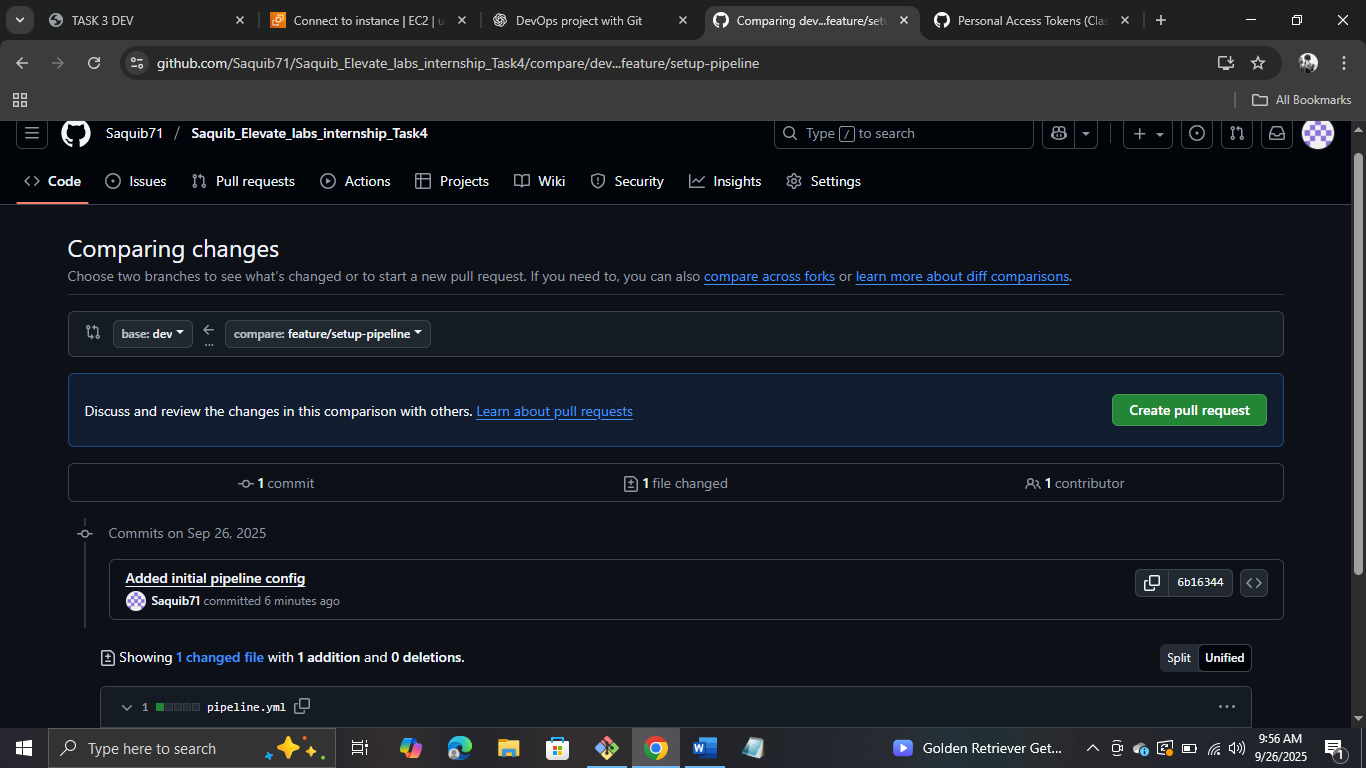 TASK 3 DEV
Connect to instance | EC2 | u
DevOps project with Git
Comparing dev...feature/setu
Personal Access Tokens (Clas
github.com/Saquib71/Saquib_Elevate_labs_internship_Task4/compare/dev...feature/setup-pipeline
All Bookmarks
Saquib71 / Saquib_Elevate_labs_internship_Task4
Type / to search
Code
Issues
Pull requests
Actions
Projects
Wiki
Security
Insights
Settings
Comparing changes
Choose two branches to see what's changed or to start a new pull request. If you need to, you can also compare across forks or learn more about diff comparisons.
base: dev
...
compare: feature/setup-pipeline
Discuss and review the changes in this comparison with others. Learn about pull requests
Create pull request
1 commit
1 file changed
1 contributor
Commits on Sep 26, 2025
Added initial pipeline config
6b16344
Saquib71 committed 6 minutes ago
Showing 1 changed file with 1 addition and 0 deletions.
Split
Unified
1
pipeline.yml
Type here to search
Golden Retriever Get...
9:56 AM
9/26/2025
1